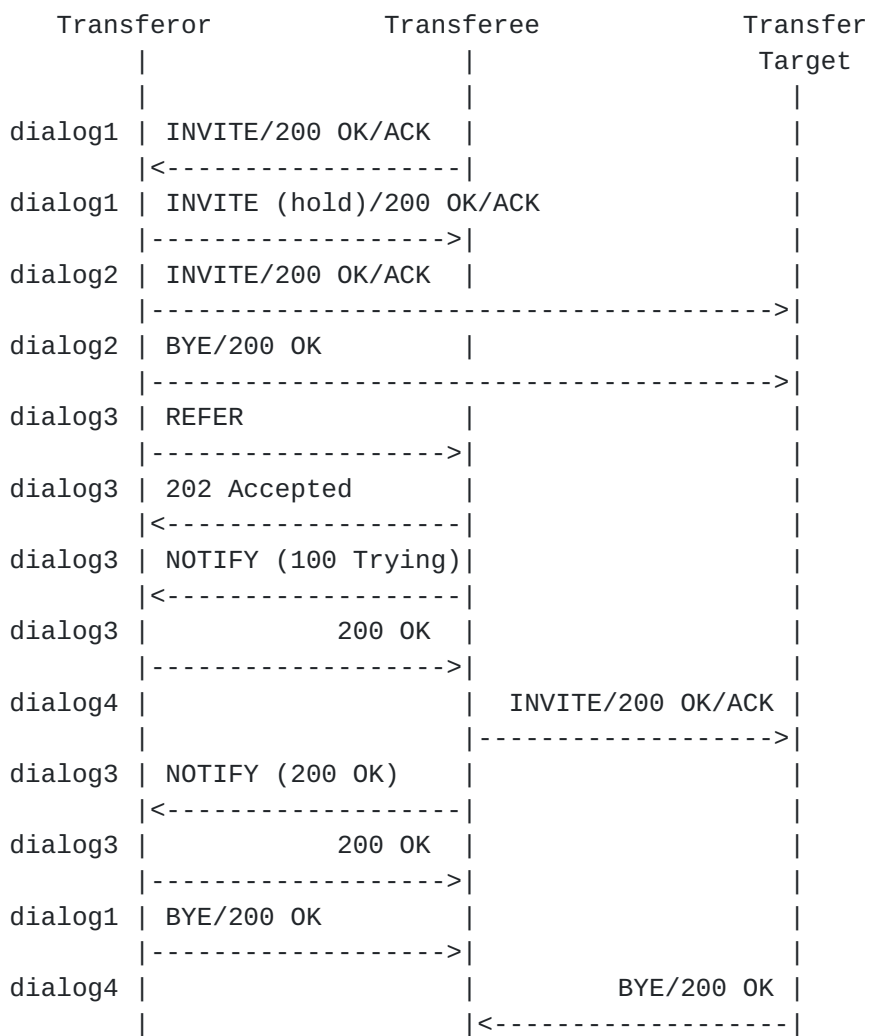 Transferor           Transferee             Transfer
        |                    |                  Target
        |                    |                    |
dialog1 | INVITE/200 OK/ACK  |                    |
        |<-------------------|                    |
dialog1 | INVITE (hold)/200 OK/ACK                |
        |------------------->|                    |
dialog2 | INVITE/200 OK/ACK  |                    |
        |---------------------------------------->|
dialog2 | BYE/200 OK         |                    |
        |---------------------------------------->|
dialog3 | REFER              |                    |
        |------------------->|                    |
dialog3 | 202 Accepted       |                    |
        |<-------------------|                    |
dialog3 | NOTIFY (100 Trying)|                    |
        |<-------------------|                    |
dialog3 |            200 OK  |                    |
        |------------------->|                    |
dialog4 |                    |  INVITE/200 OK/ACK |
        |                    |------------------->|
dialog3 | NOTIFY (200 OK)    |                    |
        |<-------------------|                    |
dialog3 |            200 OK  |                    |
        |------------------->|                    |
dialog1 | BYE/200 OK         |                    |
        |------------------->|                    |
dialog4 |                    |         BYE/200 OK |
        |                    |<-------------------|